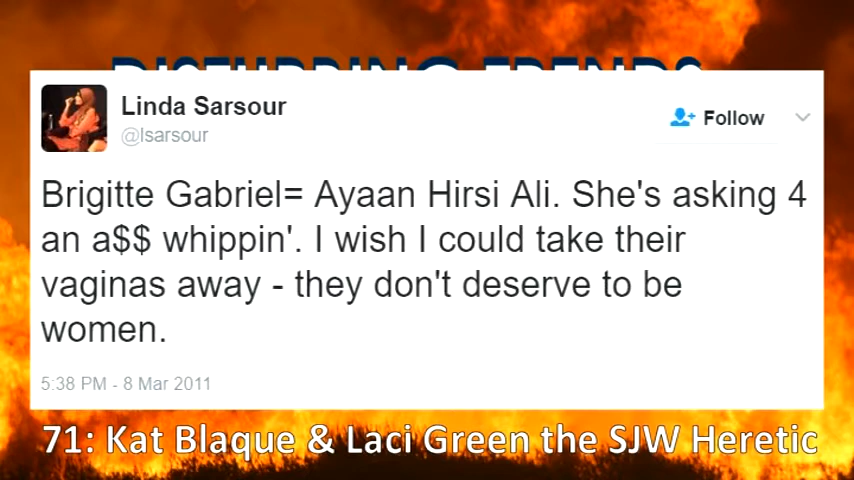 DISTURBING TRENDS
Linda Sarsour
@lsarsour
Follow
Brigitte Gabriel= Ayaan Hirsi Ali. She's asking 4
an a$$ whippin'. I wish I could take their
vaginas away - they don't deserve to be
women.
5:38 PM - 8 Mar 2011
71: Kat Blaque & Laci Green the SJW Heretic